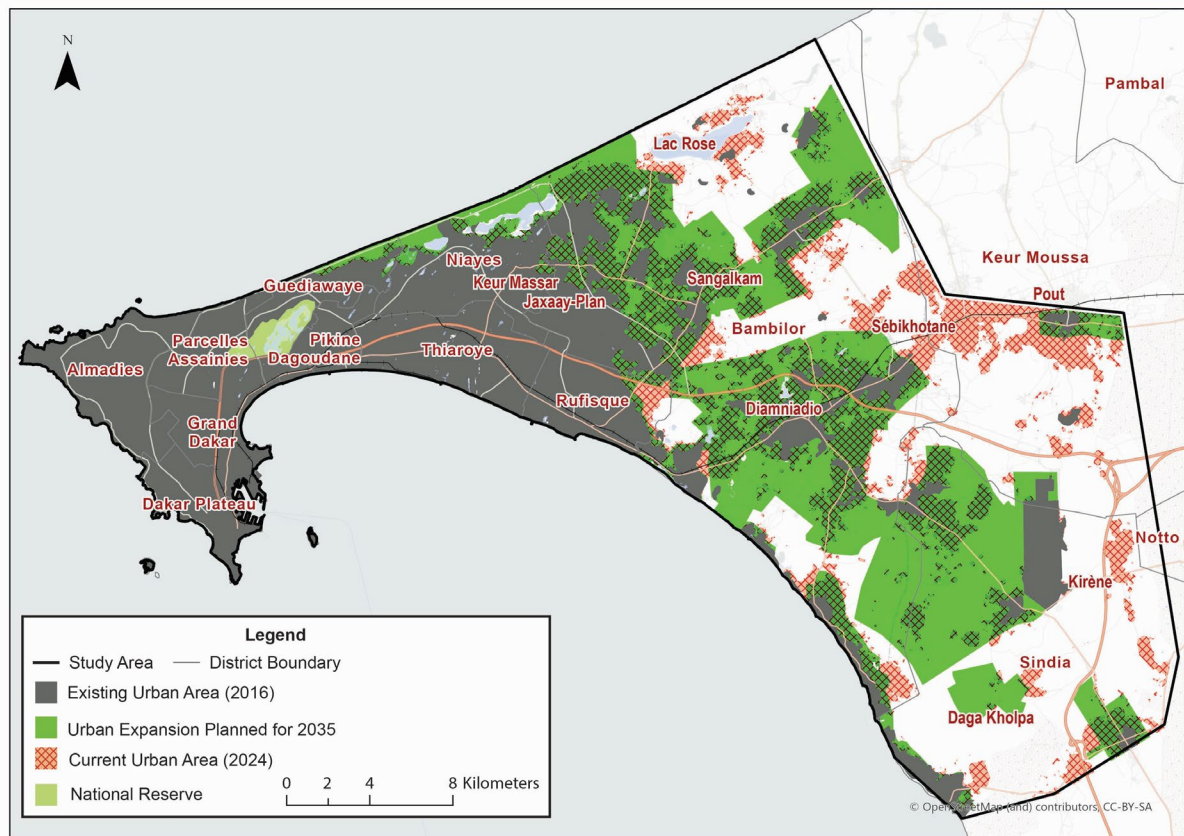 N
Pambal
Lac Rose
Keur Moussa
Niayes
Sangalkam
Keur Massar
Guediawaye
Pout
Jaxaay-Plan
Bambilor
Sébikhotane
Parcelles
Assainies
Pikine
Dagoudane
Thiaroye
Almadies
Rufisque
Diamniadio
Grand
Dakar
Dakar Plateau
Notto
Kirène
Sindia
Daga Kholpa
Legend
Study Area
District Boundary
Existing Urban Area (2016)
Urban Expansion Planned for 2035
Current Urban Area (2024)
National Reserve
0 2 4 8 Kilometers
© OpenStreetMap (and) contributors, CC-BY-SA